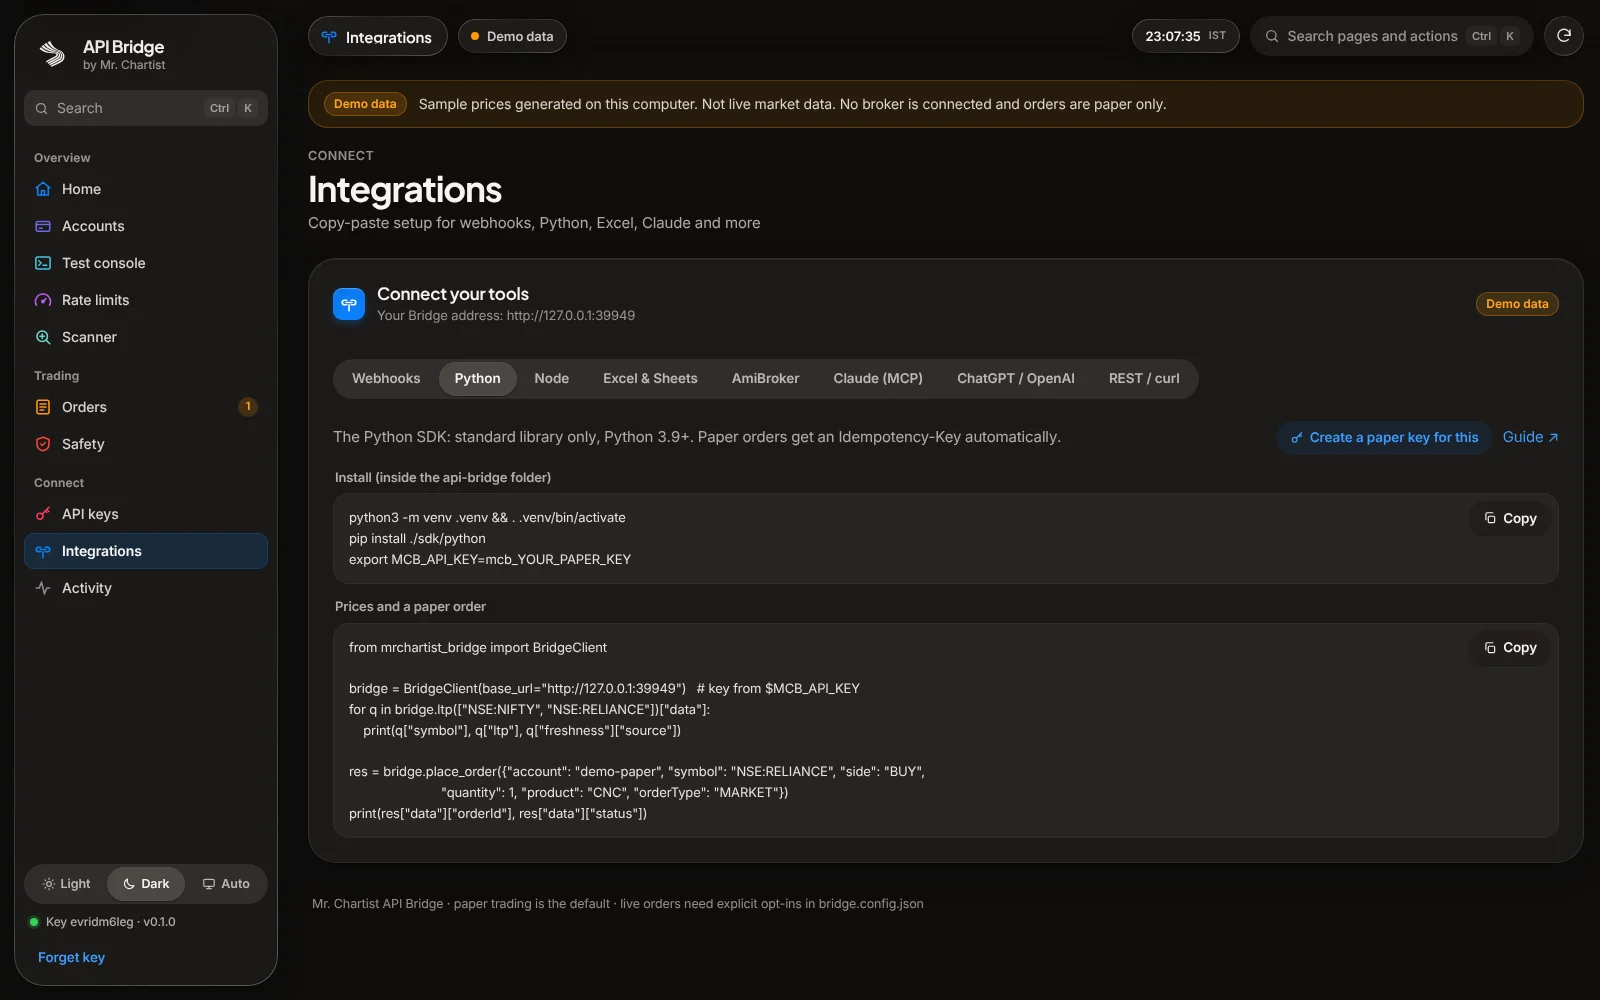 API Bridge
by Mr. Chartist
Search Ctrl K
Overview
Home
Accounts
Test console
Rate limits
Scanner
Trading
Orders 1
Safety
Connect
API keys
Integrations
Activity
Light Dark Auto
Key evridm6leg · v0.1.0
Forget key
Integrations Demo data 23:07:35 IST Search pages and actions Ctrl K
Demo data Sample prices generated on this computer. Not live market data. No broker is connected and orders are paper only.
CONNECT
Integrations
Copy-paste setup for webhooks, Python, Excel, Claude and more
Connect your tools
Your Bridge address: http://127.0.0.1:39949
Demo data
Webhooks Python Node Excel & Sheets AmiBroker Claude (MCP) ChatGPT / OpenAI REST / curl
The Python SDK: standard library only, Python 3.9+. Paper orders get an Idempotency-Key automatically. Create a paper key for this Guide ↗
Install (inside the api-bridge folder)
python3 -m venv .venv && . .venv/bin/activate
pip install ./sdk/python
export MCB_API_KEY=mcb_YOUR_PAPER_KEY
Copy
Prices and a paper order
from mrchartist_bridge import BridgeClient
Copy
bridge = BridgeClient(base_url="http://127.0.0.1:39949")   # key from $MCB_API_KEY
for q in bridge.ltp(["NSE:NIFTY", "NSE:RELIANCE"])["data"]:
    print(q["symbol"], q["ltp"], q["freshness"]["source"])
res = bridge.place_order({"account": "demo-paper", "symbol": "NSE:RELIANCE", "side": "BUY",
                          "quantity": 1, "product": "CNC", "orderType": "MARKET"})
print(res["data"]["orderId"], res["data"]["status"])
Mr. Chartist API Bridge · paper trading is the default · live orders need explicit opt-ins in bridge.config.json